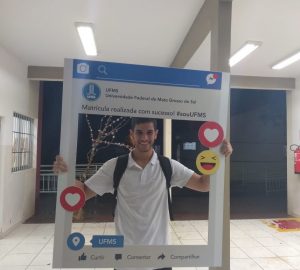 UFMS
Universidade Federal de Mato Grosso do Sul
Matrícula realizada com sucesso! #souUFMS
UFMS
Curtir Comentar Compartilhar